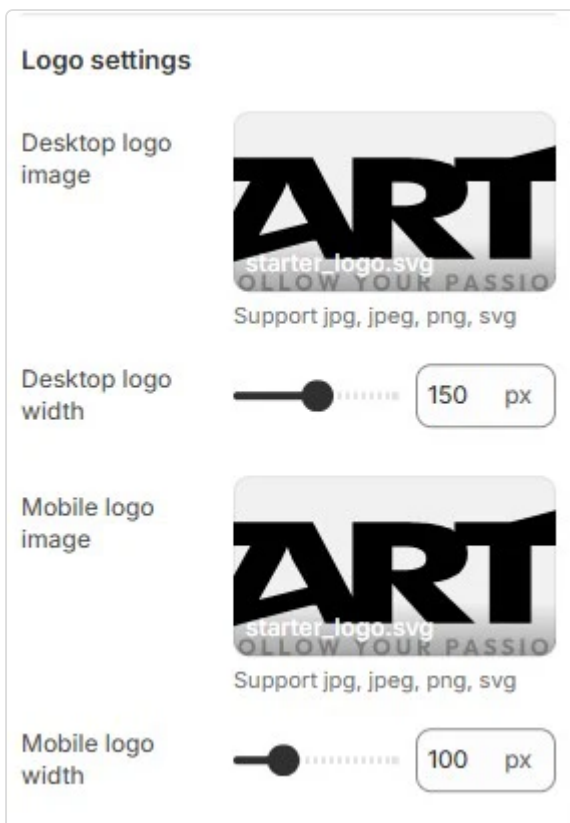 Logo settings
Desktop logo
image
ART
starter_logo.svg
OLLOW YOUR PASSIO
Support jpg, jpeg, png, svg
Desktop logo
width
150 px
Mobile logo
image
ART
starter_logo.svg
OLLOW YOUR PASSIO
Support jpg, jpeg, png, svg
Mobile logo
width
100 px